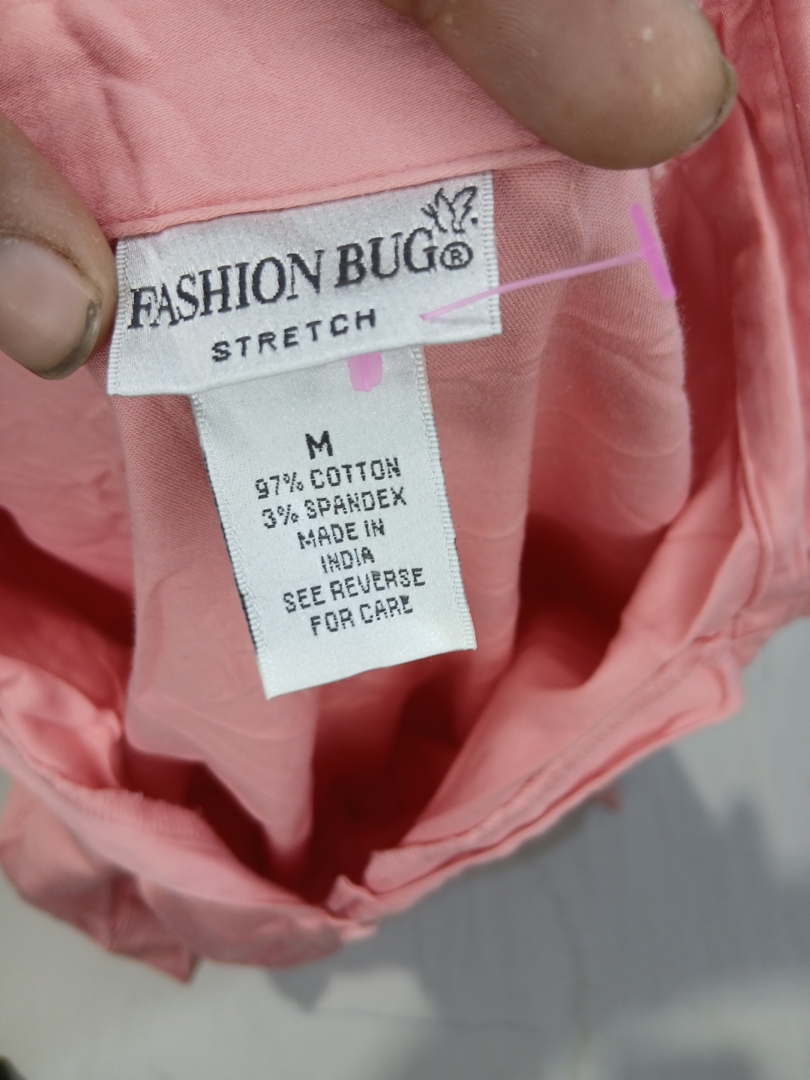 FASHION BUG®
STRETCH
M
97% COTTON
3% SPANDEX
MADE IN
INDIA
SEE REVERSE
FOR CARE